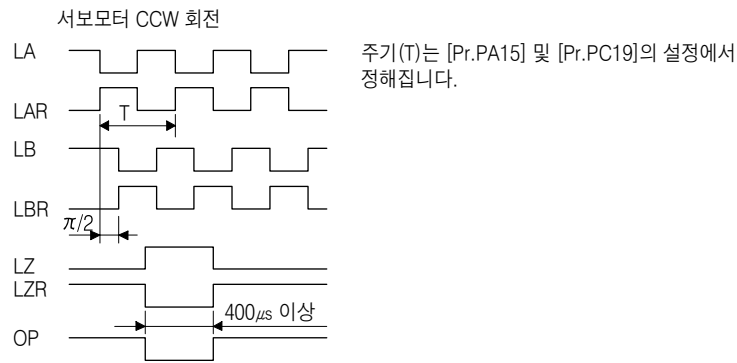 서보모터 CCW 회전
LA
주기(T)는 [Pr.PA15] 및 [Pr.PC19]의 설정에서
정해집니다.
LAR
T
LB
LBR
π/2
LZ
LZR
400μs 이상
OP